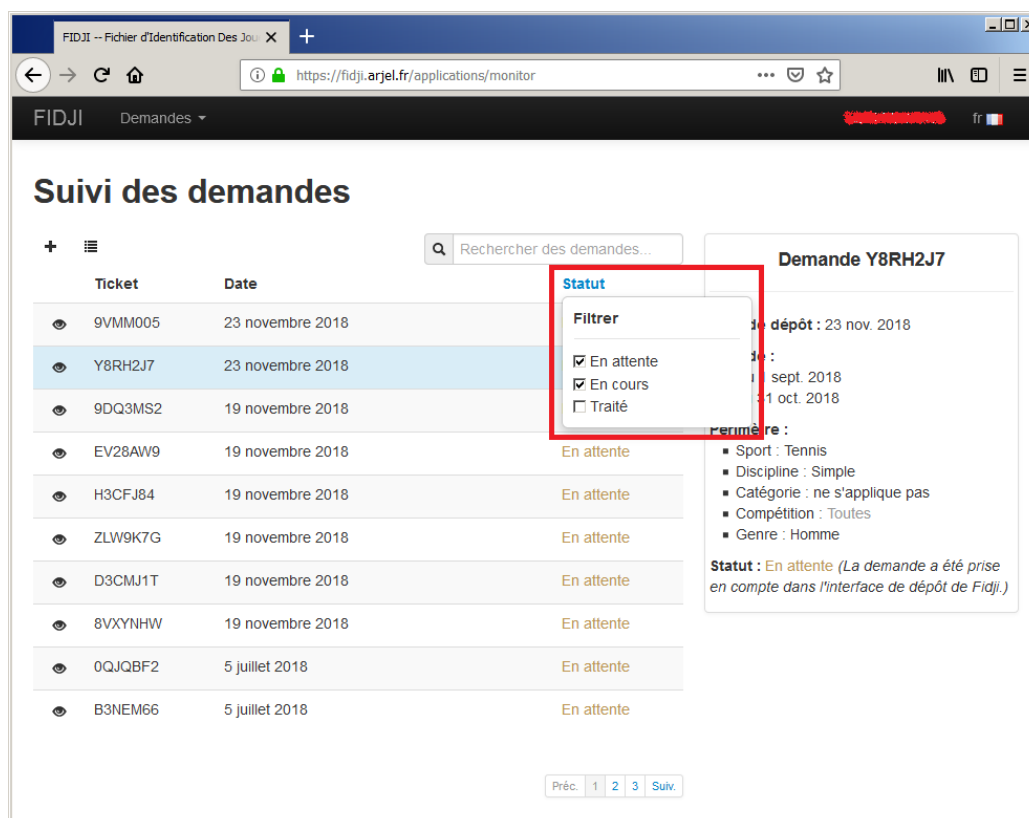 FIDJI -- Fichier d'Identification Des Jou
https://fidji.arjel.fr/applications/monitor
FIDJI Demandes fr
Suivi des demandes
Rechercher des demandes...
Ticket Date Statut
9VMM005 23 novembre 2018
Y8RH2J7 23 novembre 2018
9DQ3MS2 19 novembre 2018
EV28AW9 19 novembre 2018 En attente
H3CFJ84 19 novembre 2018 En attente
ZLW9K7G 19 novembre 2018 En attente
D3CMJ1T 19 novembre 2018 En attente
8VXYNHW 19 novembre 2018 En attente
0QJQBF2 5 juillet 2018 En attente
B3NEM66 5 juillet 2018 En attente
Filtrer
En attente
En cours
Traité
Préc. 1 2 3 Suiv.
Demande Y8RH2J7
dépôt : 23 nov. 2018
sept. 2018
31 oct. 2018
Périmètre :
Sport : Tennis
Discipline : Simple
Catégorie : ne s'applique pas
Compétition : Toutes
Genre : Homme
Statut : En attente (La demande a été prise
en compte dans l'interface de dépôt de Fidji.)